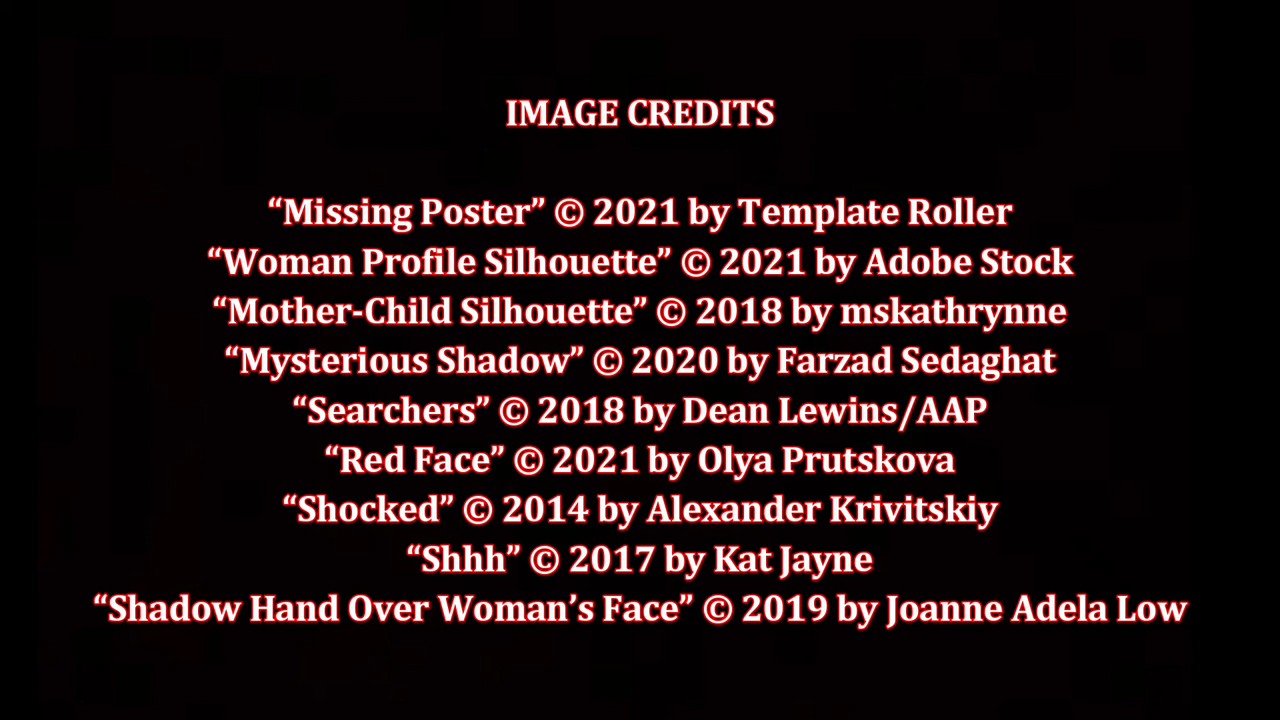 IMAGE CREDITS
“Missing Poster” © 2021 by Template Roller
“Woman Profile Silhouette” © 2021 by Adobe Stock
“Mother-Child Silhouette” © 2018 by mskathrynne
“Mysterious Shadow” © 2020 by Farzad Sedaghat
“Searchers” © 2018 by Dean Lewins/AAP
“Red Face” © 2021 by Olya Prutskova
“Shocked” © 2014 by Alexander Krivitskiy
“Shhh” © 2017 by Kat Jayne
“Shadow Hand Over Woman’s Face” © 2019 by Joanne Adela Low